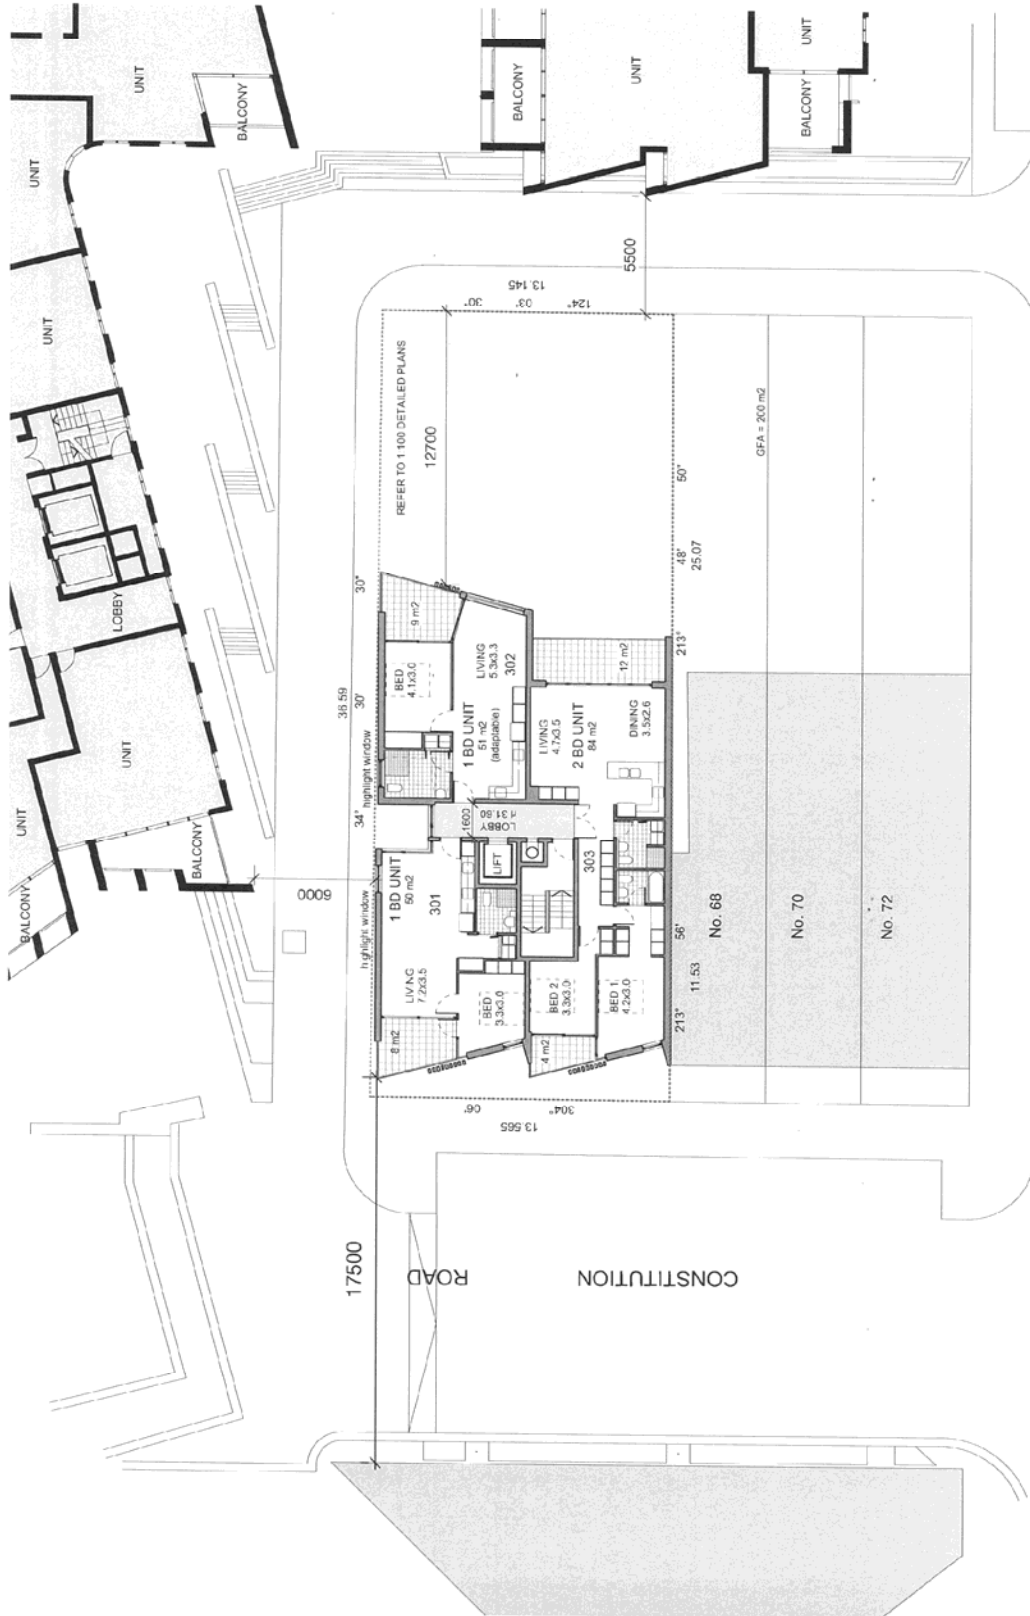 UNIT
BALCONY
UNIT
UNIT
LOBBY
UNIT
UNIT
BALCONY
BALCONY
BALCONY
UNIT
UNIT
BALCONY
5500
13.145
30"
03'
124°
REFER TO 1:100 DETAILED PLANS
12700
GFA = 200 m2
50"
48'
25.07
213°
36.59
30"
30'
34°
highlight window
highlight window
6000
9 m2
BED
4.1x3.0
LIVING
5.3x3.3
302
1 BD UNIT
51 m2
(adaptable)
12 m2
LIVING
4.7x3.5
2 BD UNIT
84 m2
DINING
3.5x2.6
1600
LOBBY
LIFT
303
1 BD UNIT
50 m2
301
LIVING
7.2x3.5
BED
3.3x3.0
8 m2
BED 2
3.3x3.0
BED 1
4.2x3.0
4 m2
56'
11.53
213°
No. 68
No. 70
No. 72
06'
304°
13.565
17500
ROAD
CONSTITUTION